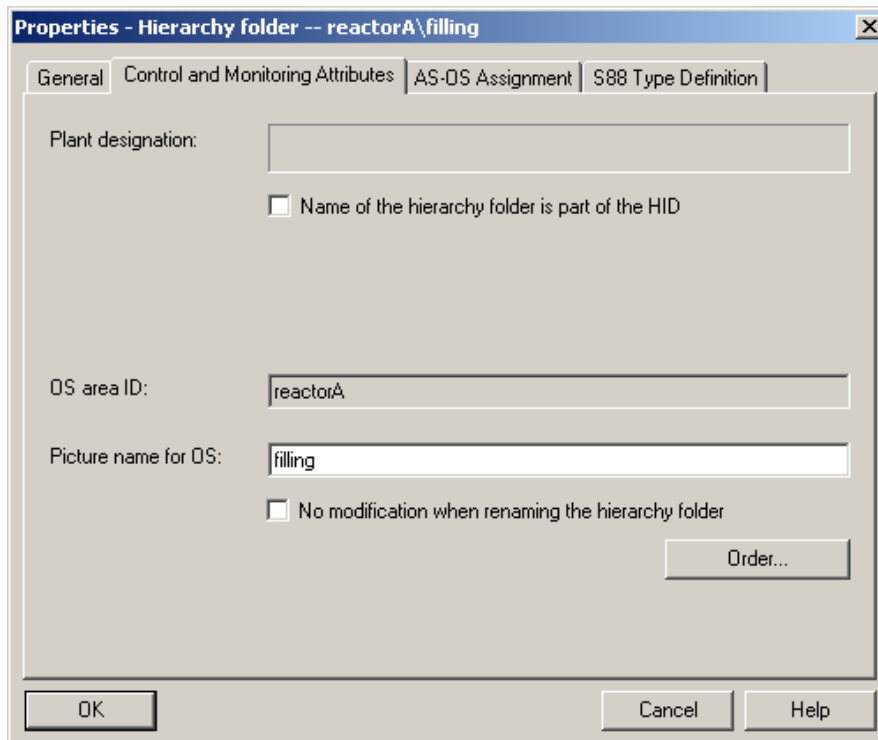 Properties - Hierarchy folder -- reactorA\filling
General Control and Monitoring Attributes AS-OS Assignment S88 Type Definition
Plant designation:
Name of the hierarchy folder is part of the HID
OS area ID: reactorA
Picture name for OS: filling
No modification when renaming the hierarchy folder
Order...
OK Cancel Help